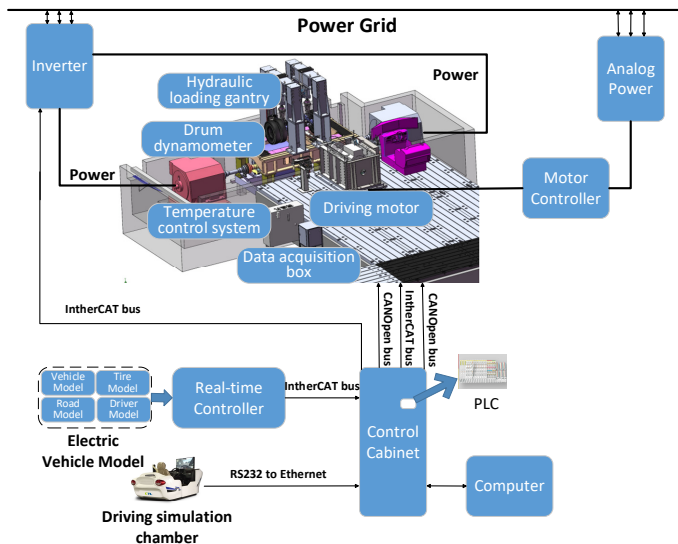 Power Grid
Inverter
Analog
Power
Hydraulic
loading gantry
Power
Drum
dynamometer
Power
Motor
Controller
Temperature
control system
Driving motor
Data acquisition
box
IntherCAT bus
CANOpen bus
IntherCAT bus
CANOpen bus
Vehicle
Model
Tire
Model
Road
Model
Driver
Model
Real-time
Controller
IntherCAT bus
Control
Cabinet
PLC
Electric
Vehicle Model
RS232 to Ethernet
Computer
Driving simulation
chamber